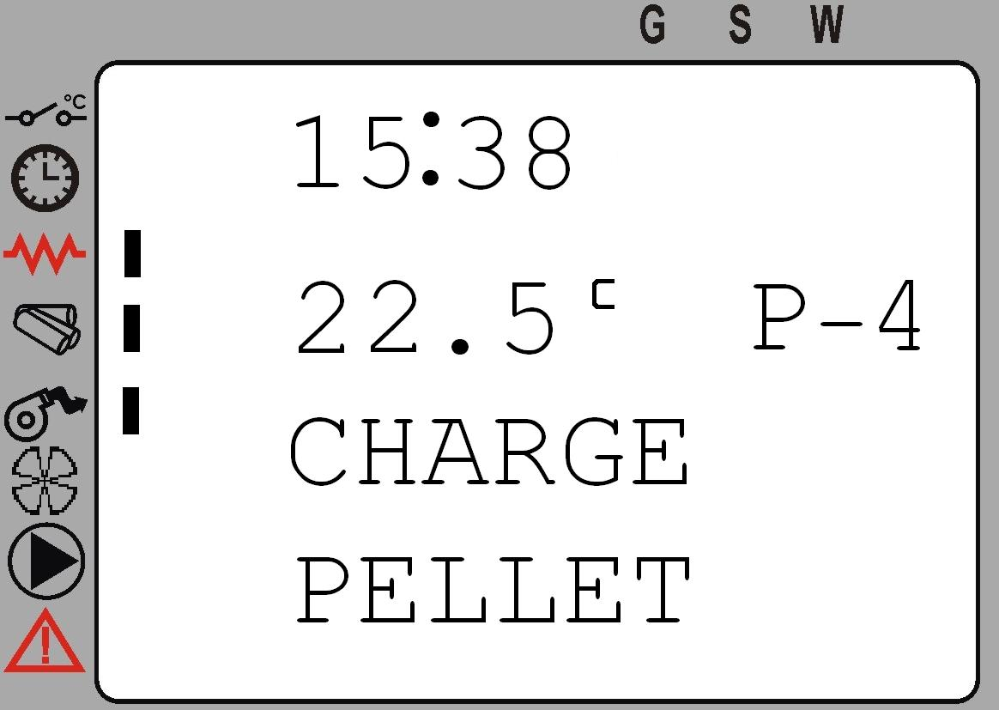 G S W
°C
15:38
22.5c P-4
CHARGE
PELLET